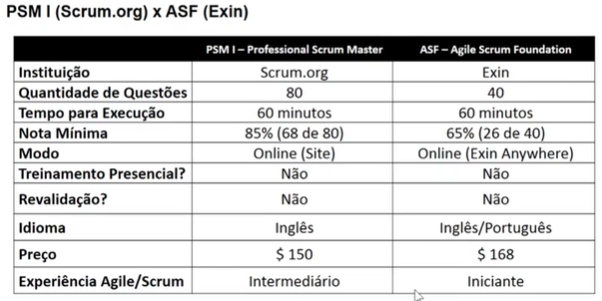 PSM I (Scrum.org) x ASF (Exin)
PSM I – Professional Scrum Master ASF – Agile Scrum Foundation
Instituição Scrum.org Exin
Quantidade de Questões 80 40
Tempo para Execução 60 minutos 60 minutos
Nota Mínima 85% (68 de 80) 65% (26 de 40)
Modo Online (Site) Online (Exin Anywhere)
Treinamento Presencial? Não Não
Revalidação? Não Não
Idioma Inglês Inglês/Português
Preço $ 150 $ 168
Experiência Agile/Scrum Intermediário Iniciante